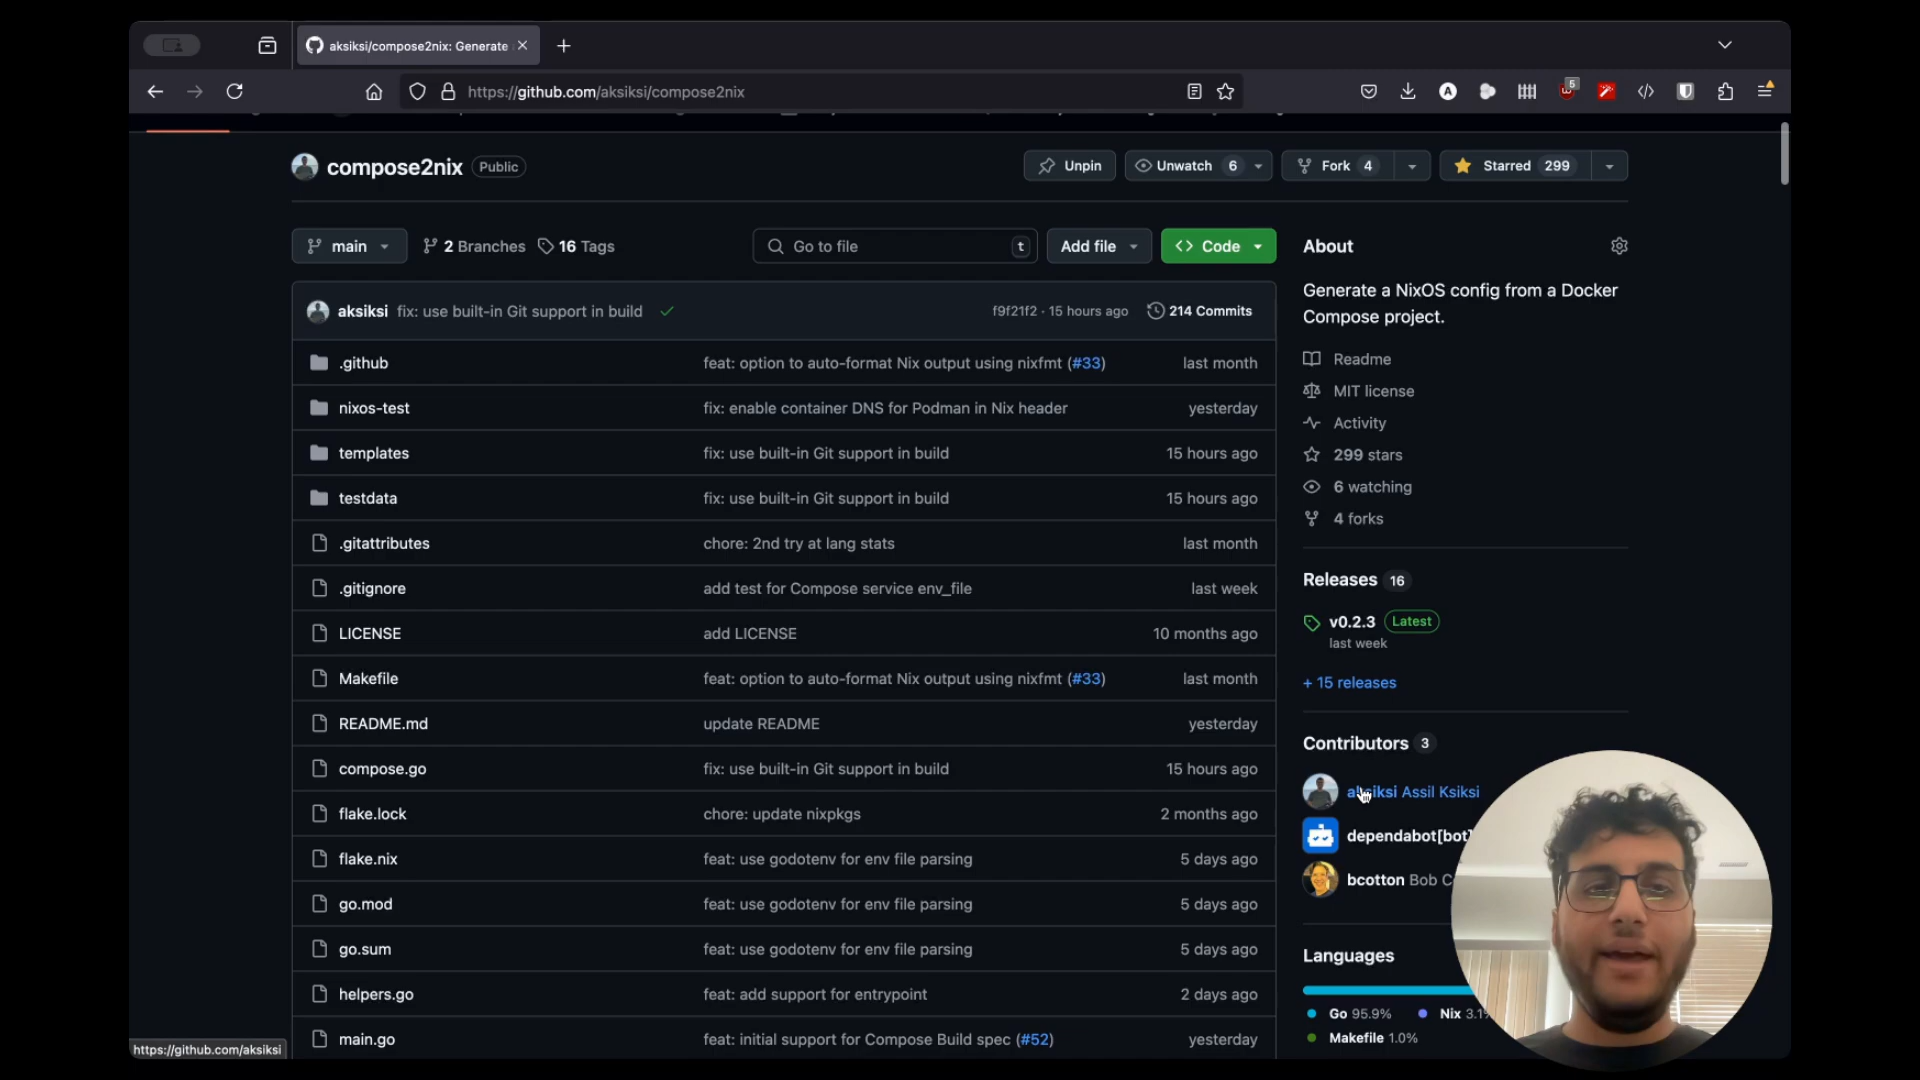 aksiksi/compose2nix: Generate
https://github.com/aksiksi/compose2nix
5
compose2nix Public
Unpin
Unwatch 6
Fork 4
Starred 299
main
2 Branches
16 Tags
Go to file t
Add file
Code
aksiksi fix: use built-in Git support in build f9f21f2 · 15 hours ago 214 Commits
.github feat: option to auto-format Nix output using nixfmt (#33) last month
nixos-test fix: enable container DNS for Podman in Nix header yesterday
templates fix: use built-in Git support in build 15 hours ago
testdata fix: use built-in Git support in build 15 hours ago
.gitattributes chore: 2nd try at lang stats last month
.gitignore add test for Compose service env_file last week
LICENSE add LICENSE 10 months ago
Makefile feat: option to auto-format Nix output using nixfmt (#33) last month
README.md update README yesterday
compose.go fix: use built-in Git support in build 15 hours ago
flake.lock chore: update nixpkgs 2 months ago
flake.nix feat: use godotenv for env file parsing 5 days ago
go.mod feat: use godotenv for env file parsing 5 days ago
go.sum feat: use godotenv for env file parsing 5 days ago
helpers.go feat: add support for entrypoint 2 days ago
main.go feat: initial support for Compose Build spec (#52) yesterday
About
Generate a NixOS config from a Docker
Compose project.
Readme
MIT license
Activity
299 stars
6 watching
4 forks
Releases 16
v0.2.3 Latest
last week
+ 15 releases
Contributors 3
aksiksi Assil Ksiksi
dependabot[bot]
bcotton Bob C
Languages
Go 95.9% Nix 3.1%
Makefile 1.0%
https://github.com/aksiksi